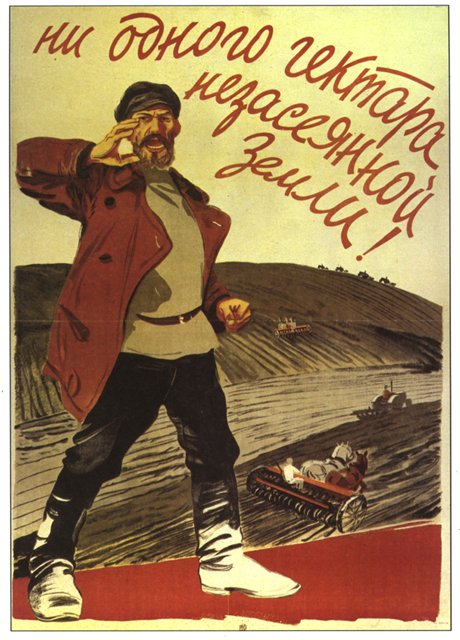 ни одного гектара
незасеянной
земли!